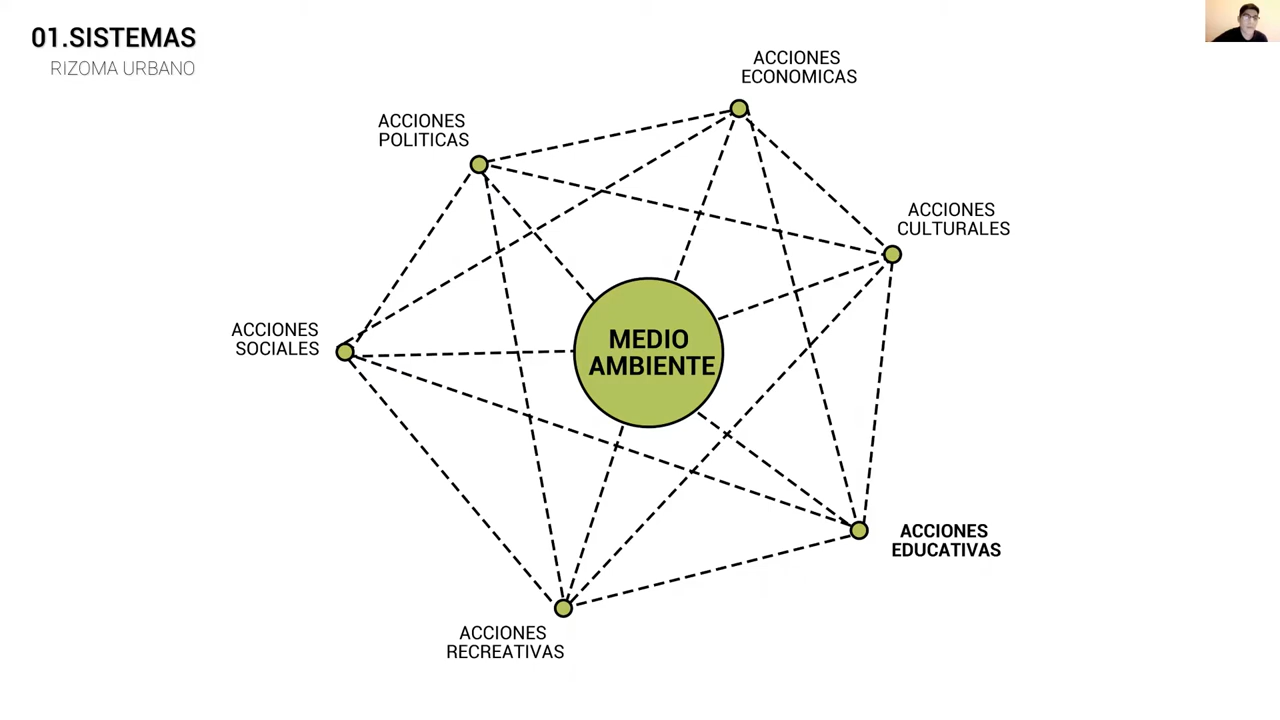 01.SISTEMAS
RIZOMA URBANO
ACCIONES
ECONOMICAS
ACCIONES
POLITICAS
ACCIONES
CULTURALES
ACCIONES
SOCIALES
MEDIO
AMBIENTE
ACCIONES
EDUCATIVAS
ACCIONES
RECREATIVAS